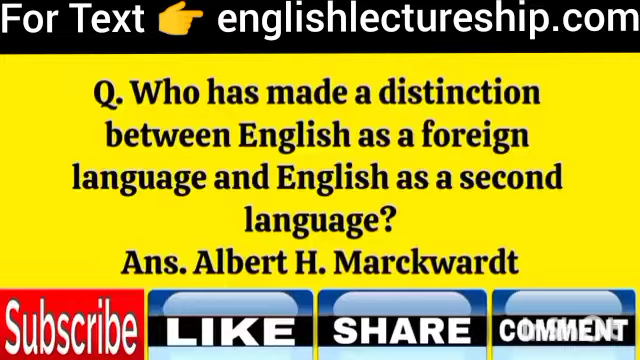 For Text 👉 englishlectureship.com
Q. Who has made a distinction
between English as a foreign
language and English as a second
language?
Ans. Albert H. Marckwardt
Subscribe LIKE SHARE COMMENT